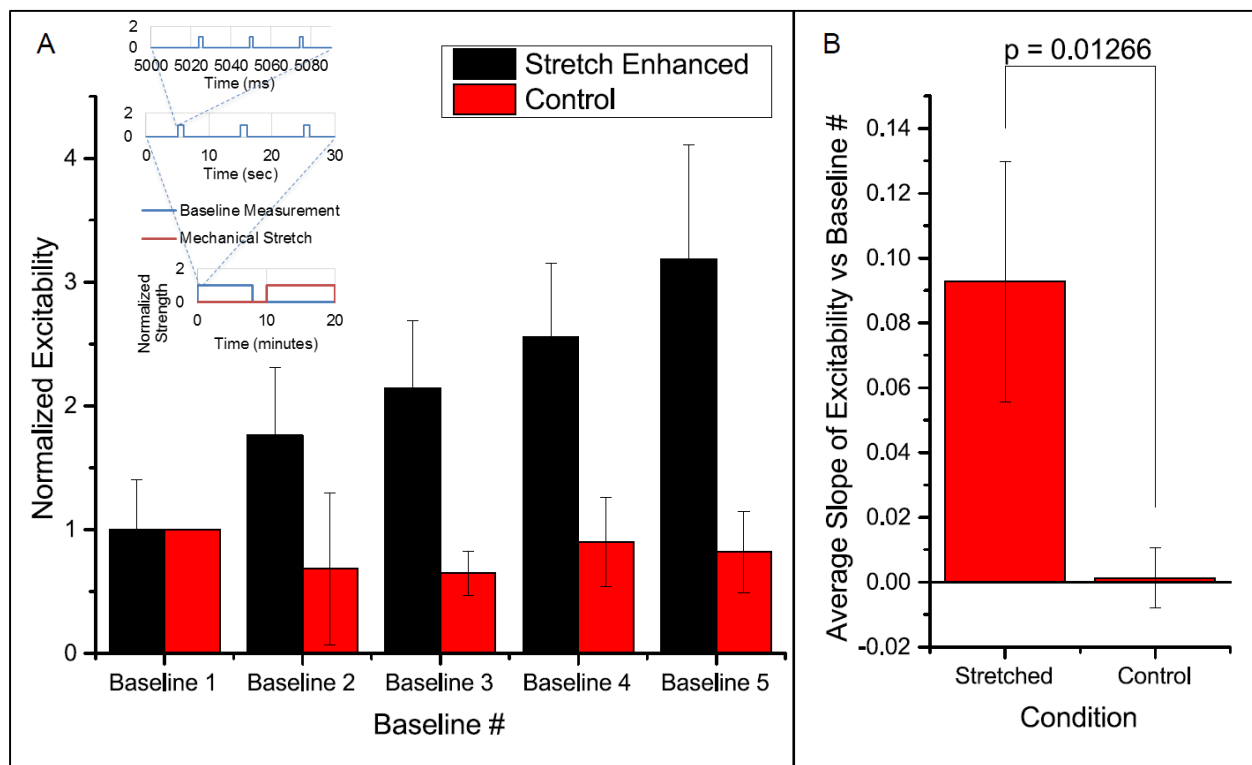 A
2
0
5000 5020 5040 5060 5080
Time (ms)
2
0
0 10 20 30
Time (sec)
Baseline Measurement
Mechanical Stretch
Normalized
Strength
2
0
0 10 20
Time (minutes)
Stretch Enhanced
Control
Normalized Excitability
4
3
2
1
0
Baseline 1 Baseline 2 Baseline 3 Baseline 4 Baseline 5
Baseline #
B
p = 0.01266
Average Slope of Excitability vs Baseline #
0.14
0.12
0.10
0.08
0.06
0.04
0.02
0.00
-0.02
Stretched Control
Condition